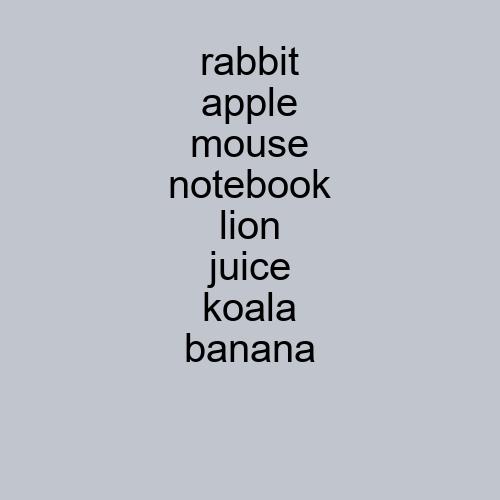 rabbit
apple
mouse
notebook
lion
juice
koala
banana